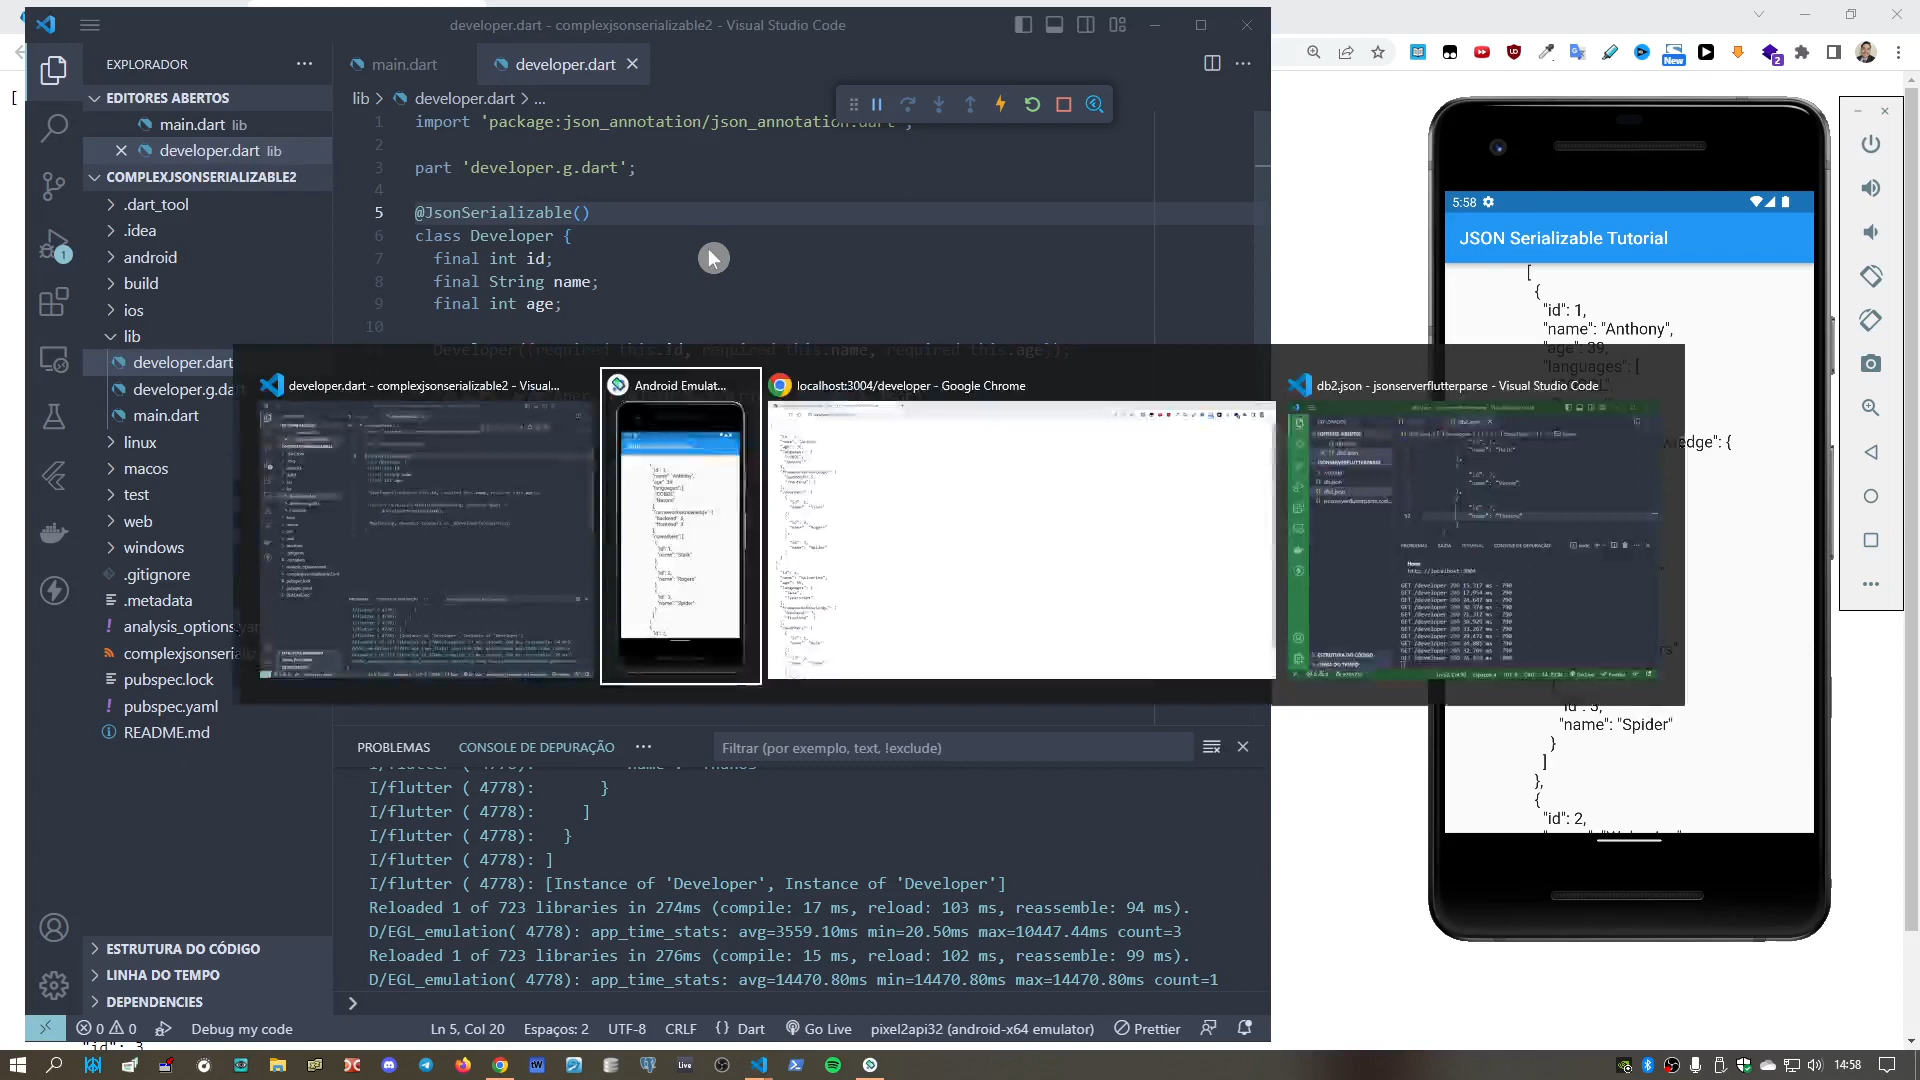 developer.dart - complexjsonserializable2 - Visual Studio Code
EXPLORADOR
EDITORES ABERTOS
main.dart lib
developer.dart lib
COMPLEXJSONSERIALIZABLE2
.dart_tool
.idea
android
build
ios
lib
developer.dart
developer.g.da
main.dart
linux
macos
test
web
windows
.gitignore
.metadata
analysis_options.ya
complexjsonseria
pubspec.lock
pubspec.yaml
README.md
ESTRUTURA DO CÓDIGO
LINHA DO TEMPO
DEPENDENCIES
main.dart
developer.dart
lib > developer.dart > ...
1 import 'package:json_annotation/json_annotation.dart';
2
3 part 'developer.g.dart';
4
5 @JsonSerializable()
6 class Developer {
7 final int id;
8 final String name;
9 final int age;
10
Developer({required this.id, required this.name, required this.age});
developer.dart - complexjsonserializable2 - Visual...
Android Emulat...
localhost:3004/developer - Google Chrome
db2.json - jsonserverflutterparse - Visual Studio Code
PROBLEMAS
CONSOLE DE DEPURAÇÃO
Filtrar (por exemplo, text, !exclude)
I/flutter ( 4778): }
I/flutter ( 4778): ]
I/flutter ( 4778): }
I/flutter ( 4778): ]
I/flutter ( 4778): [Instance of 'Developer', Instance of 'Developer']
Reloaded 1 of 723 libraries in 274ms (compile: 17 ms, reload: 103 ms, reassemble: 94 ms).
D/EGL_emulation( 4778): app_time_stats: avg=3559.10ms min=20.50ms max=10447.44ms count=3
Reloaded 1 of 723 libraries in 276ms (compile: 15 ms, reload: 102 ms, reassemble: 99 ms).
D/EGL_emulation( 4778): app_time_stats: avg=14470.80ms min=14470.80ms max=14470.80ms count=1
0 0 Debug my code
Ln 5, Col 20
Espaços: 2
UTF-8
CRLF
{ } Dart
Go Live
pixel2api32 (android-x64 emulator)
Prettier
New
2
1
5:58
JSON Serializable Tutorial
[
{
"id": 1,
"name": "Anthony",
"age": 39,
"languages": [
"name": "Spider"
}
]
},
{
"id": 2,
14:58